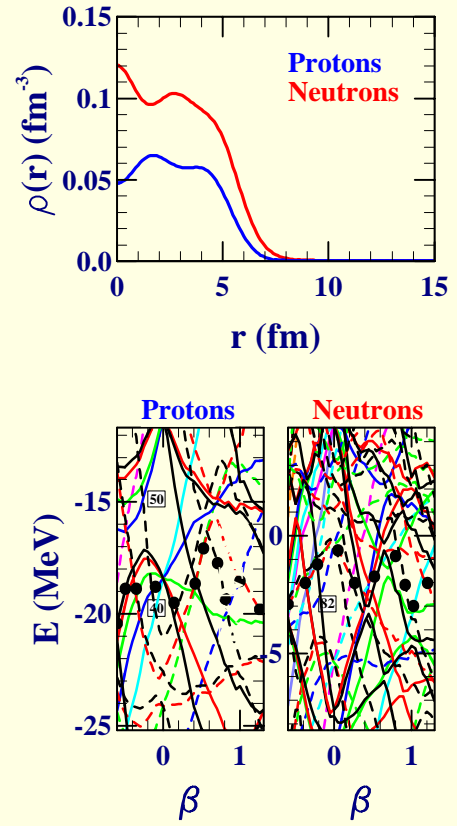 ρ(r) (fm⁻³)
0.15
0.1
0.05
0.0
Protons
Neutrons
0 5 10 15
r (fm)
Protons Neutrons
E (MeV)
-15
-20
-25
50
40
0
-5
82
0 1 0 1
β β